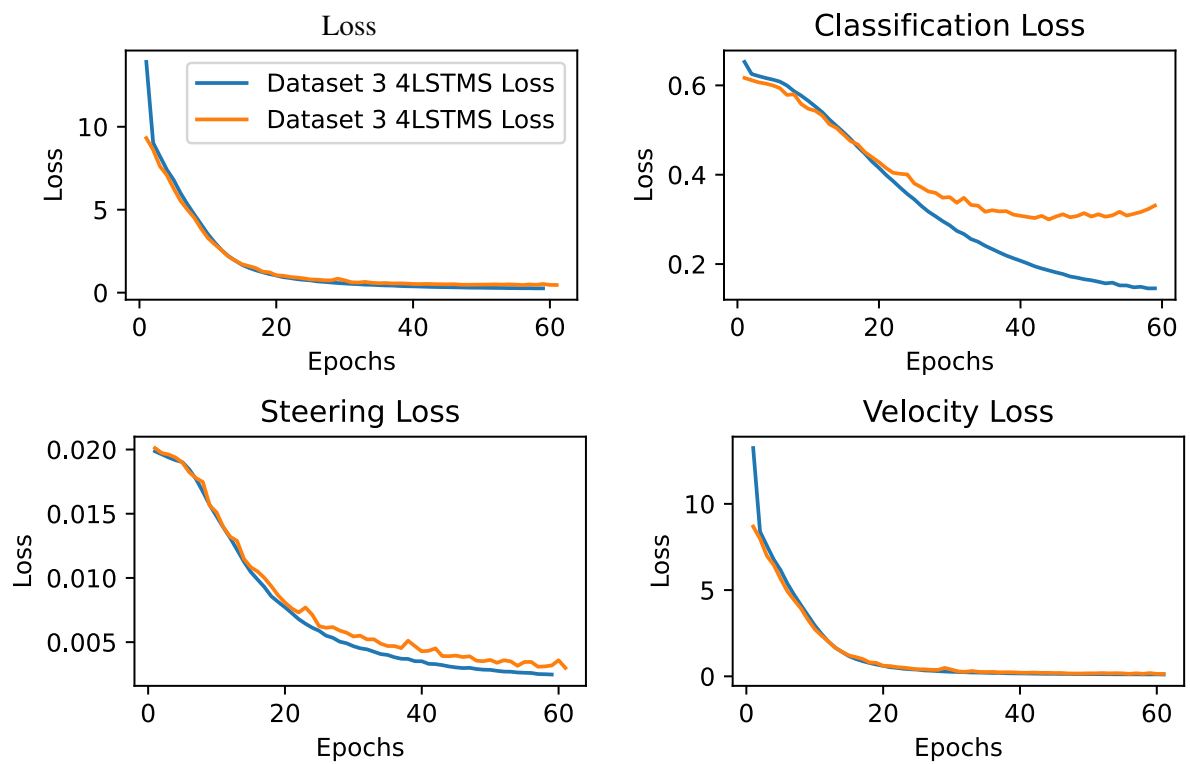 Loss
Dataset 3 4LSTMS Loss
Dataset 3 4LSTMS Loss
10
5
0
Loss
0 20 40 60
Epochs
Classification Loss
0.6
0.4
0.2
Loss
0 20 40 60
Epochs
Steering Loss
0.020
0.015
0.010
0.005
Loss
0 20 40 60
Epochs
Velocity Loss
10
5
0
Loss
0 20 40 60
Epochs